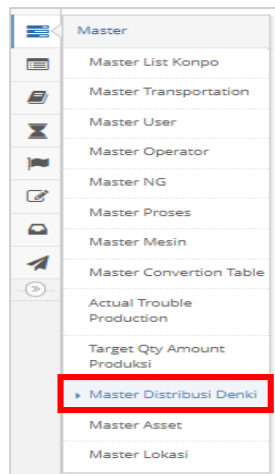 Master
Master List Konpo
Master Transportation
Master User
Master Operator
Master NG
Master Proses
Master Mesin
Master Convertion Table
Actual Trouble
Production
Target Qty Amount
Produksi
Master Distribusi Denki
Master Asset
Master Lokasi